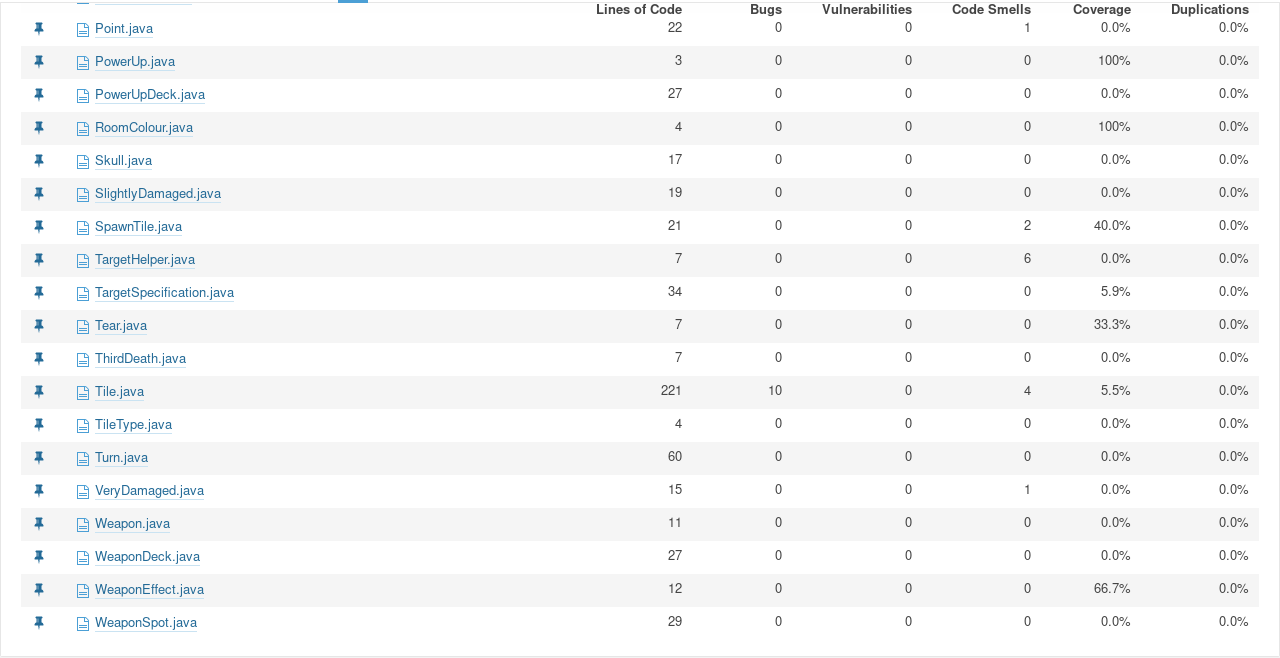 Lines of Code Bugs Vulnerabilities Code Smells Coverage Duplications
Point.java 22 0 0 1 0.0% 0.0%
PowerUp.java 3 0 0 0 100% 0.0%
PowerUpDeck.java 27 0 0 0 0.0% 0.0%
RoomColour.java 4 0 0 0 100% 0.0%
Skull.java 17 0 0 0 0.0% 0.0%
SlightlyDamaged.java 19 0 0 0 0.0% 0.0%
SpawnTile.java 21 0 0 2 40.0% 0.0%
TargetHelper.java 7 0 0 6 0.0% 0.0%
TargetSpecification.java 34 0 0 0 5.9% 0.0%
Tear.java 7 0 0 0 33.3% 0.0%
ThirdDeath.java 7 0 0 0 0.0% 0.0%
Tile.java 221 10 0 4 5.5% 0.0%
TileType.java 4 0 0 0 0.0% 0.0%
Turn.java 60 0 0 0 0.0% 0.0%
VeryDamaged.java 15 0 0 1 0.0% 0.0%
Weapon.java 11 0 0 0 0.0% 0.0%
WeaponDeck.java 27 0 0 0 0.0% 0.0%
WeaponEffect.java 12 0 0 0 66.7% 0.0%
WeaponSpot.java 29 0 0 0 0.0% 0.0%